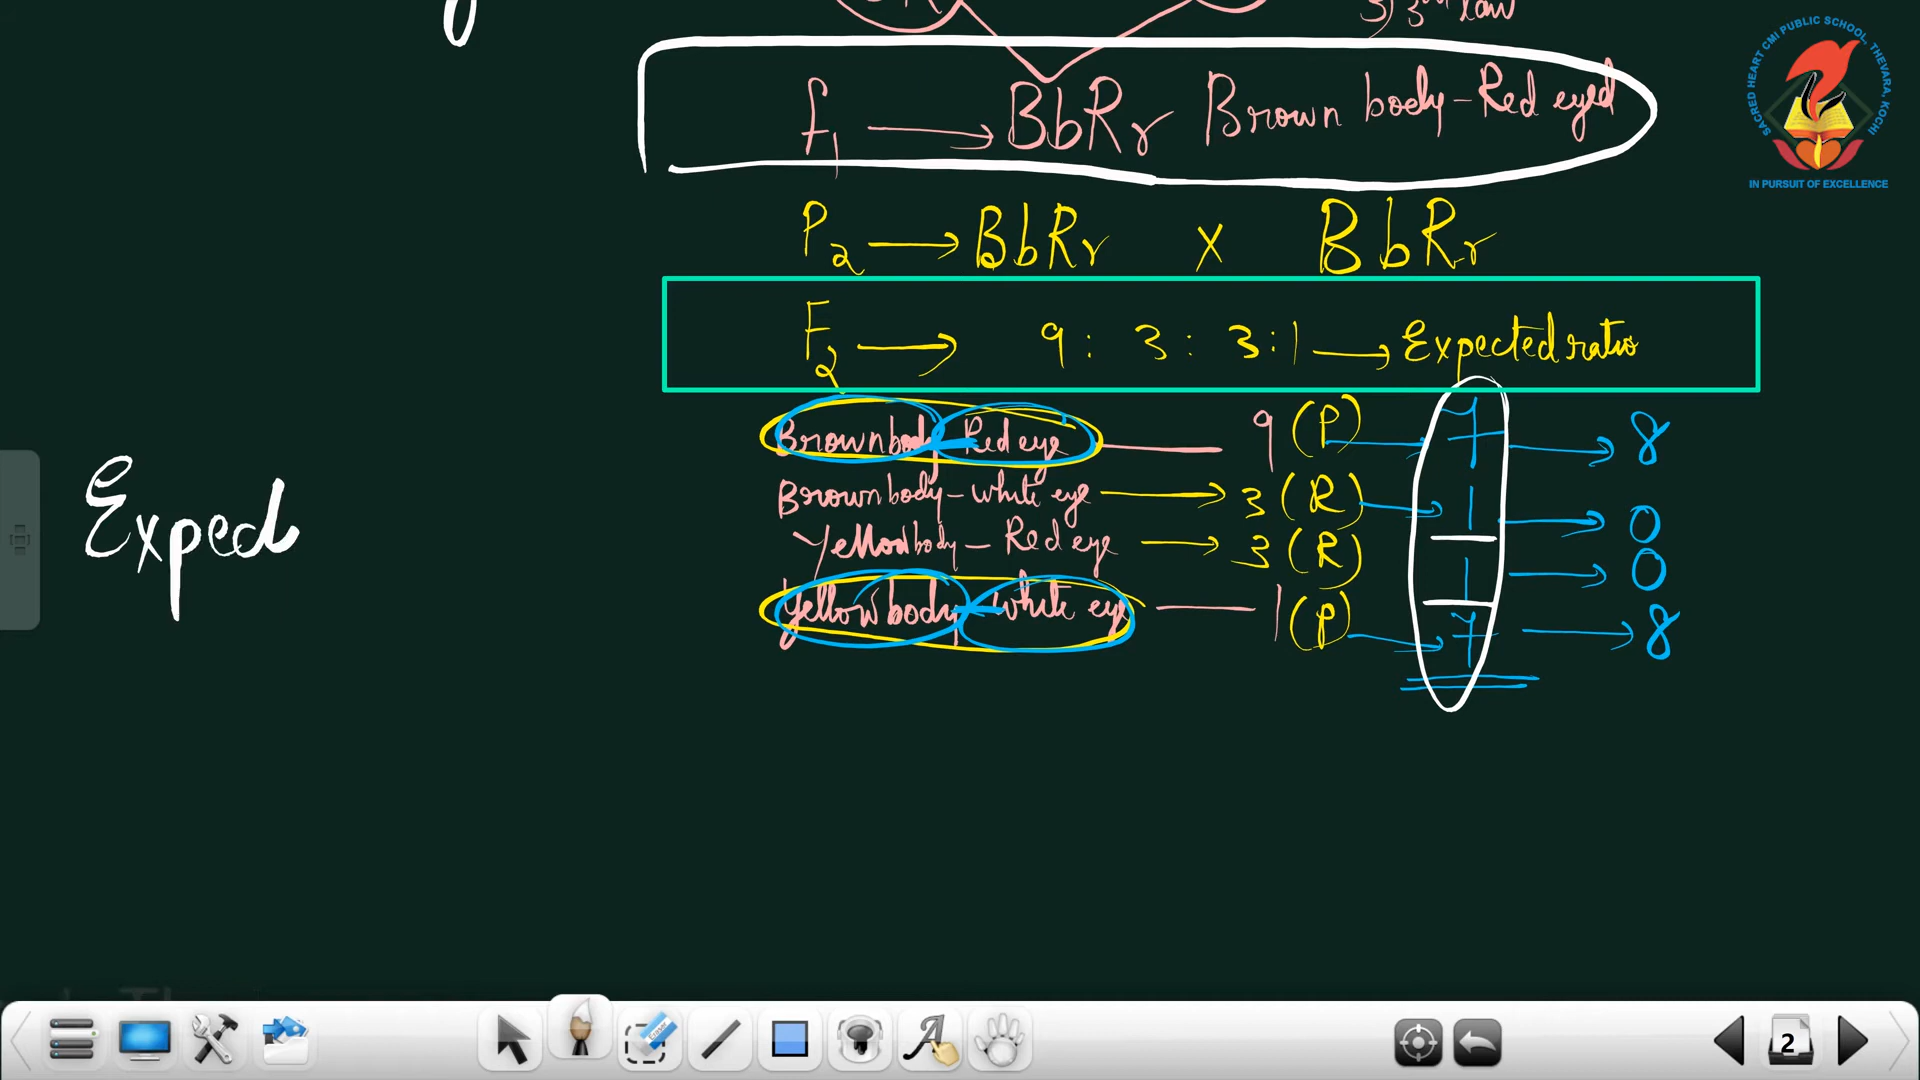 3) 3rd law
F1 → BbRr Brown body - Red eyed
P2 → BbRr x BbRr
F2 → 9 : 3 : 3 : 1 → Expected ratio
Brown body - Red eye — 9 (P) → 7 → 8
Brown body - white eye → 3 (R) → 1 → 0
Yellow body - Red eye → 3 (R) 1 → 0
Yellow body - white eye — 1 (P) → 7 → 8
Exped
SACRED HEART CMI PUBLIC SCHOOL, THEVARA, KOCHI
IN PURSUIT OF EXCELLENCE
2